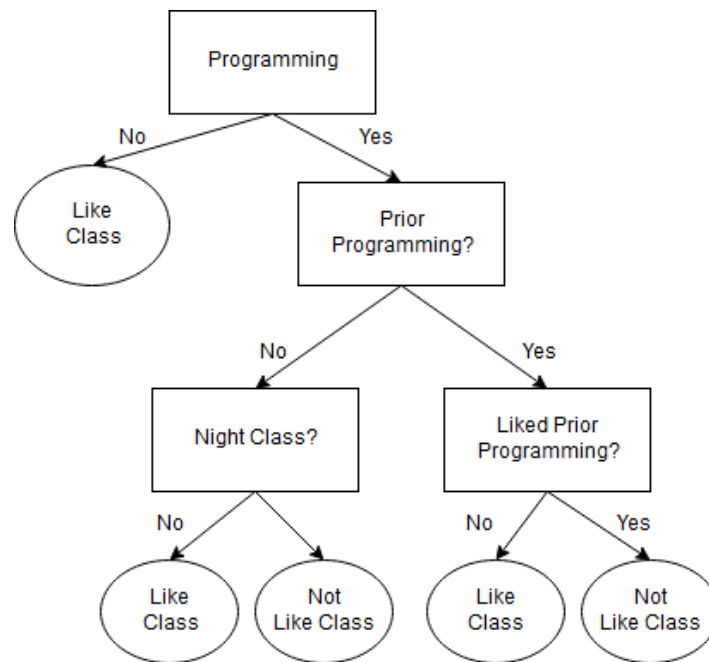 Programming
No
Yes
Like
Class
Prior
Programming?
No
Yes
Night Class?
Liked Prior
Programming?
No
No
Yes
Like
Class
Not
Like Class
Like
Class
Not
Like Class